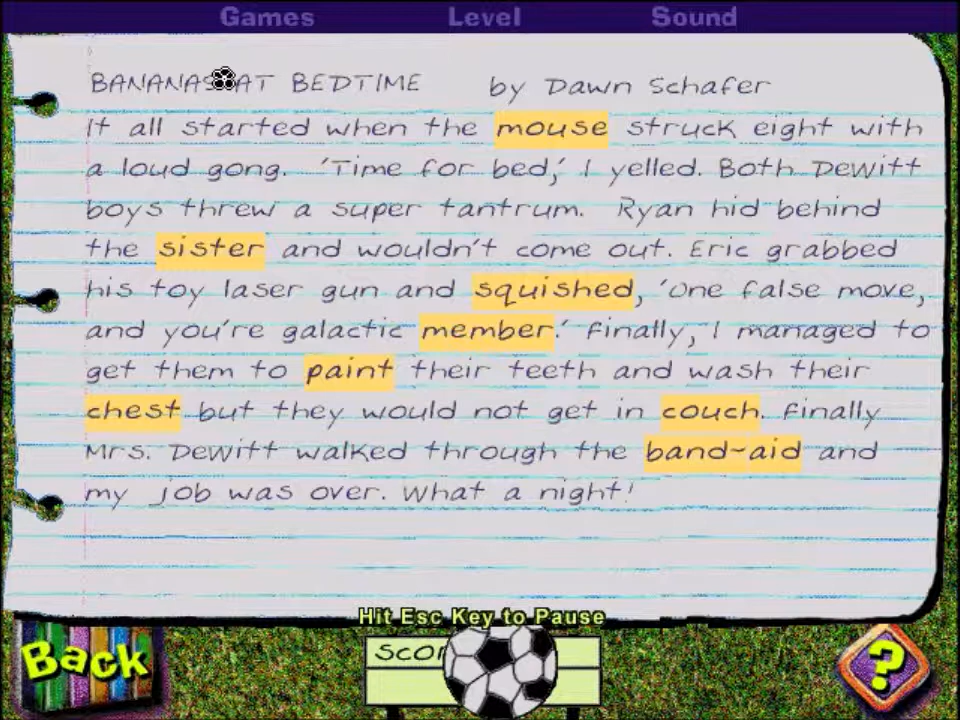 Games Level Sound
BANANAS AT BEDTIME by Dawn Schafer
It all started when the mouse struck eight with
a loud gong. 'Time for bed,' I yelled. Both DeWitt
boys threw a super tantrum. Ryan hid behind
the sister and wouldn't come out. Eric grabbed
his toy laser gun and squished, 'One false move,
and you're galactic member.' Finally, I managed to
get them to paint their teeth and wash their
chest but they would not get in couch. Finally
Mrs. DeWitt walked through the band-aid and
my job was over. What a night!
Hit Esc Key to Pause
Back
?